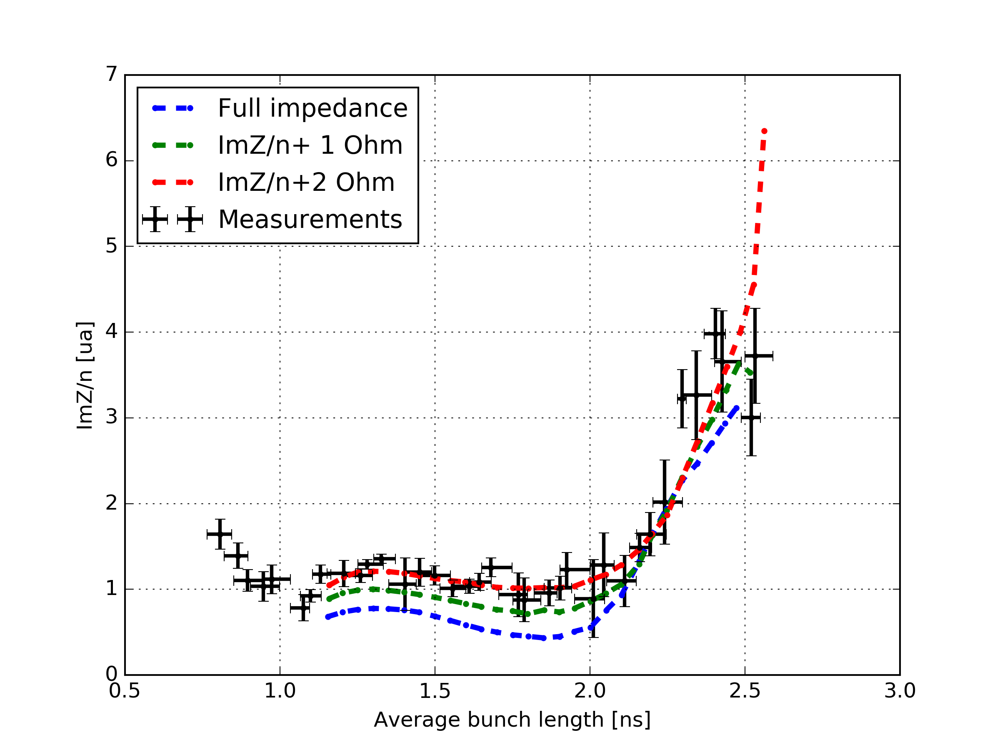 7
6
5
4
3
2
1
0
Full impedance
ImZ/n+ 1 Ohm
ImZ/n+2 Ohm
Measurements
ImZ/n [ua]
0.5 1.0 1.5 2.0 2.5 3.0
Average bunch length [ns]